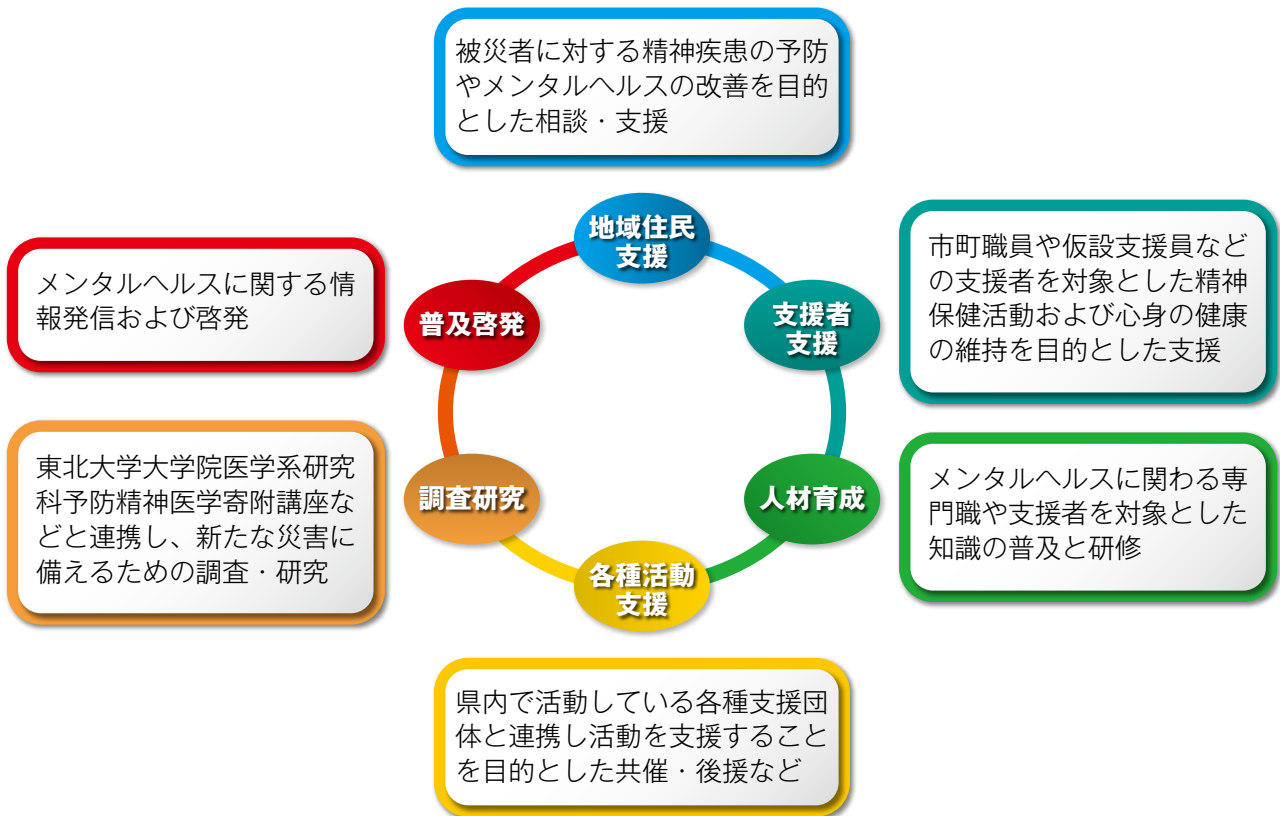 被災者に対する精神疾患の予防
やメンタルヘルスの改善を目的
とした相談・支援
地域住民
支援
市町職員や仮設支援員など
の支援者を対象とした精神
保健活動および心身の健康
の維持を目的とした支援
支援者
支援
メンタルヘルスに関わる専
門職や支援者を対象とした
知識の普及と研修
人材育成
各種活動
支援
県内で活動している各種支援団
体と連携し活動を支援すること
を目的とした共催・後援など
調査研究
東北大学大学院医学系研究
科予防精神医学寄附講座な
どと連携し、新たな災害に
備えるための調査・研究
普及啓発
メンタルヘルスに関する情
報発信および啓発